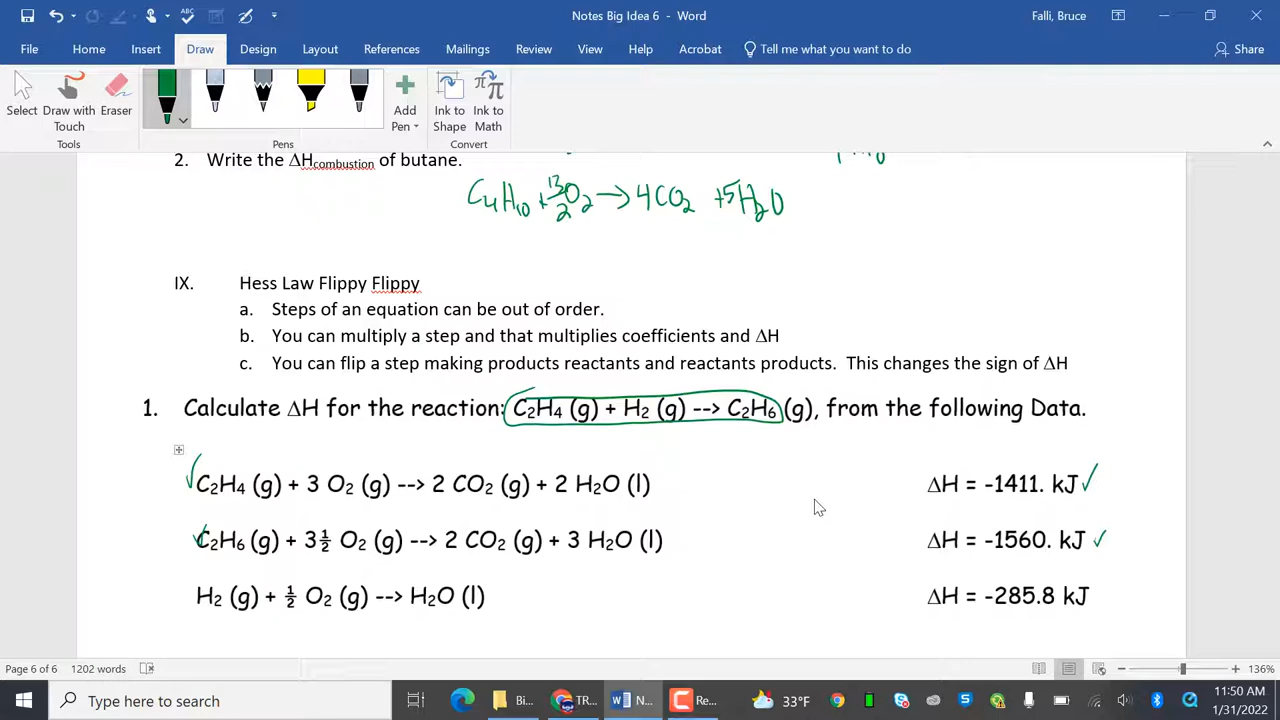 Notes Big Idea 6 - Word
Falli, Bruce
File Home Insert Draw Design Layout References Mailings Review View Help Acrobat Tell me what you want to do Share
Select Draw with Touch Eraser Add Pen Ink to Shape Ink to Math
Tools Pens Convert
2. Write the ΔHcombustion of butane.
C₄H₁₀ + 13/2 O₂ → 4CO₂ + 5H₂O
IX. Hess Law Flippy Flippy
a. Steps of an equation can be out of order.
b. You can multiply a step and that multiplies coefficients and ΔH
c. You can flip a step making products reactants and reactants products. This changes the sign of ΔH
1. Calculate ΔH for the reaction: C₂H₄ (g) + H₂ (g) --> C₂H₆ (g), from the following Data.
C₂H₄ (g) + 3 O₂ (g) --> 2 CO₂ (g) + 2 H₂O (l) ΔH = -1411. kJ
C₂H₆ (g) + 3½ O₂ (g) --> 2 CO₂ (g) + 3 H₂O (l) ΔH = -1560. kJ
H₂ (g) + ½ O₂ (g) --> H₂O (l) ΔH = -285.8 kJ
Page 6 of 6 1202 words 136%
Type here to search Bi... TR... N... Re... 33°F 11:50 AM
1/31/2022